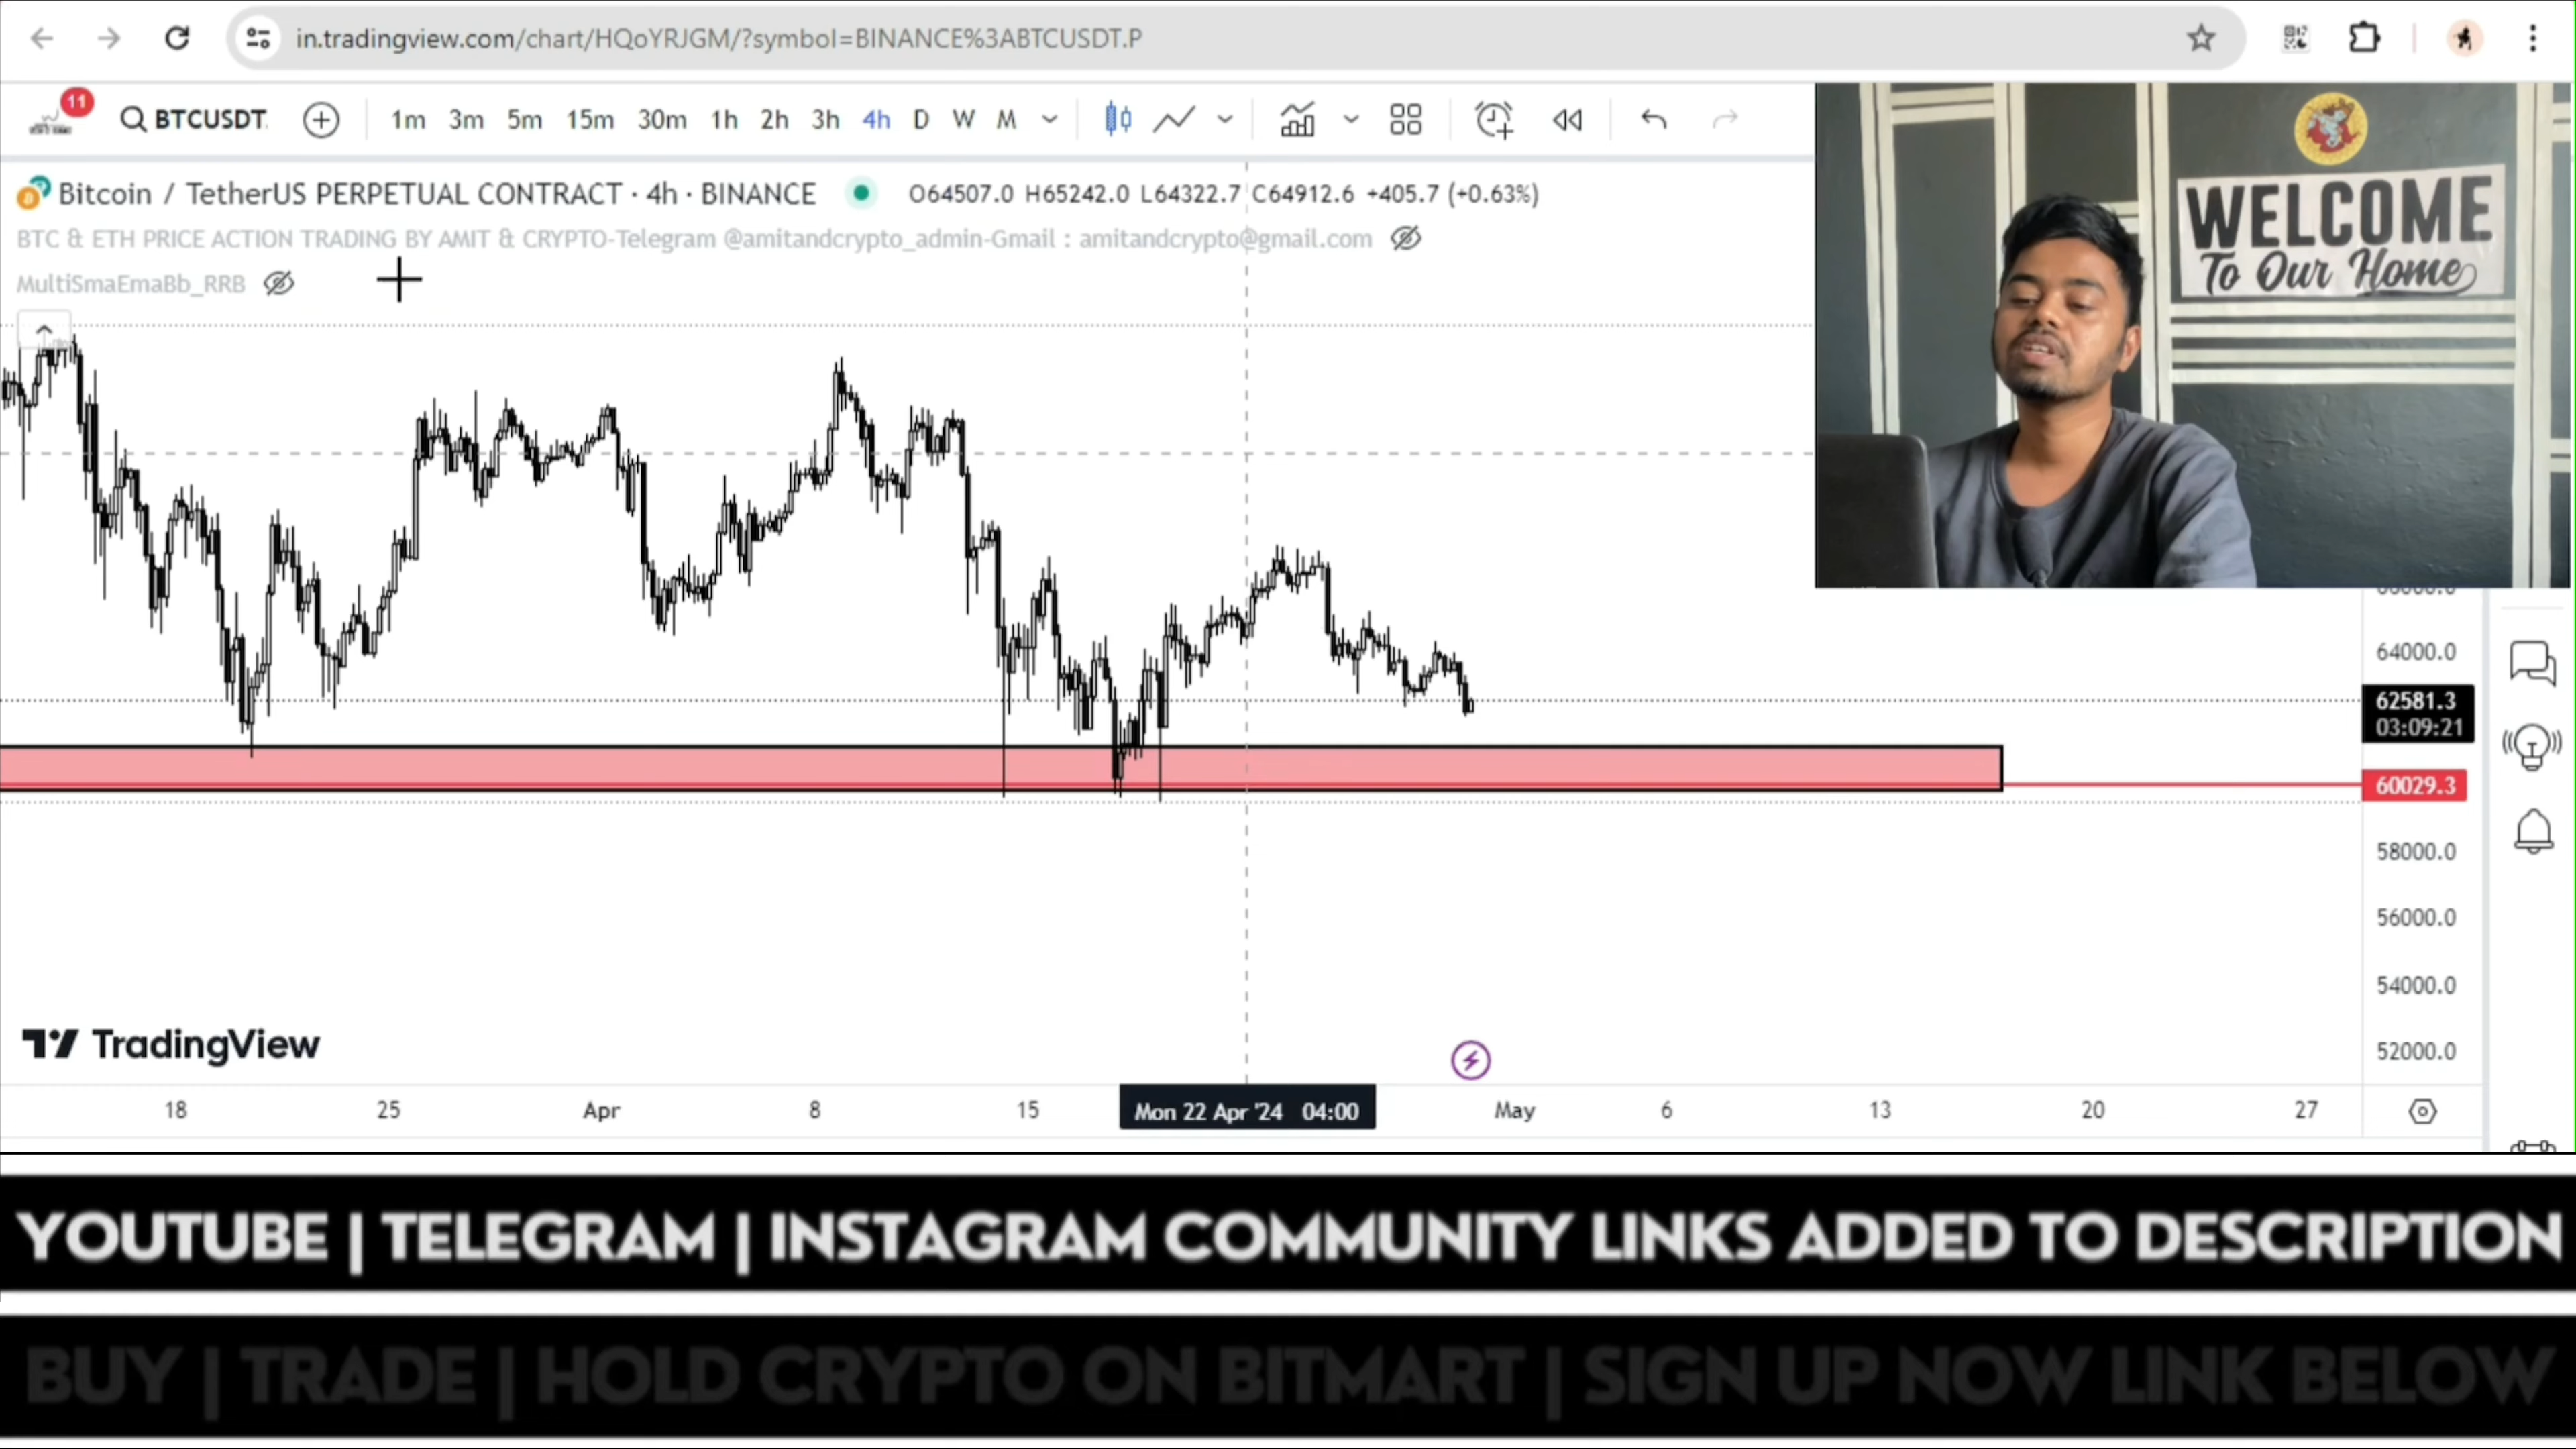 in.tradingview.com/chart/HQoYRJGM/?symbol=BINANCE%3ABTCUSDT.P
11
BTCUSDT.
1m 3m 5m 15m 30m 1h 2h 3h 4h D W M
WELCOME
To Our Home
Bitcoin / TetherUS PERPETUAL CONTRACT · 4h · BINANCE
O64507.0 H65242.0 L64322.7 C64912.6 +405.7 (+0.63%)
BTC & ETH PRICE ACTION TRADING BY AMIT & CRYPTO-Telegram @amitandcrypto_admin-Gmail : amitandcrypto@gmail.com
MultiSmaEmaBb_RRB
64000.0
62581.3
03:09:21
60029.3
58000.0
56000.0
54000.0
52000.0
TradingView
18 25 Apr 8 15 Mon 22 Apr '24 04:00 May 6 13 20 27
YOUTUBE | TELEGRAM | INSTAGRAM COMMUNITY LINKS ADDED TO DESCRIPTION
BUY | TRADE | HOLD CRYPTO ON BITMART | SIGN UP NOW LINK BELOW